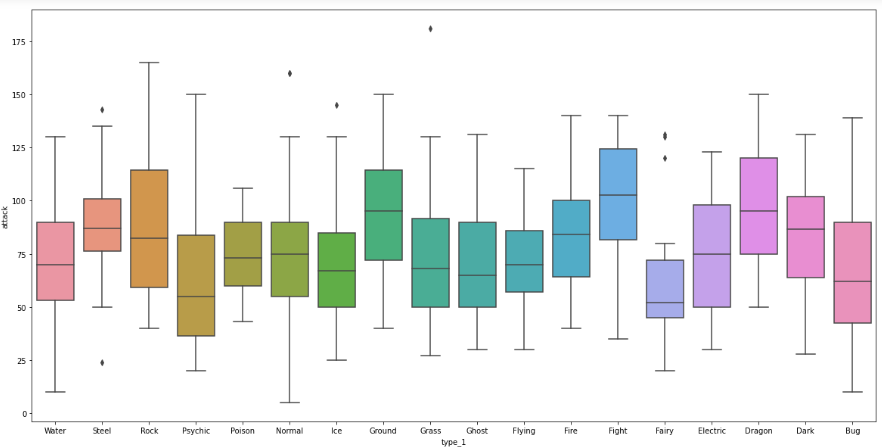 attack
175
150
125
100
75
50
25
0
Water Steel Rock Psychic Poison Normal Ice Ground Grass Ghost Flying Fire Fight Fairy Electric Dragon Dark Bug
type_1